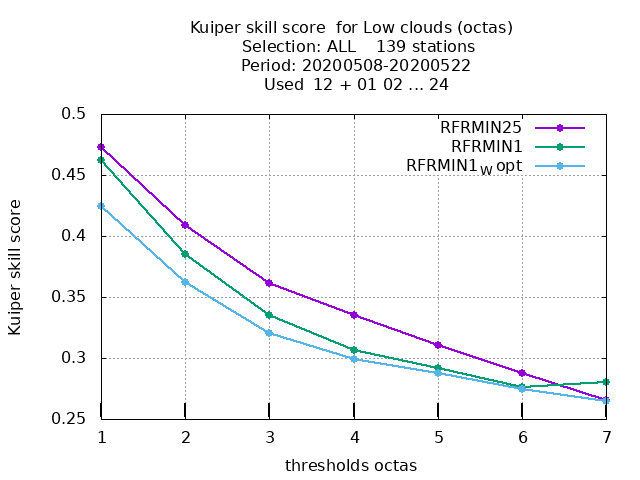 Kuiper skill score  for Low clouds (octas)
Selection: ALL    139 stations
Period: 20200508-20200522
Used  12 + 01 02 ... 24
RFRMIN25
RFRMIN1
RFRMIN1W opt
0.5
0.45
0.4
0.35
0.3
0.25
Kuiper skill score
1 2 3 4 5 6 7
thresholds octas